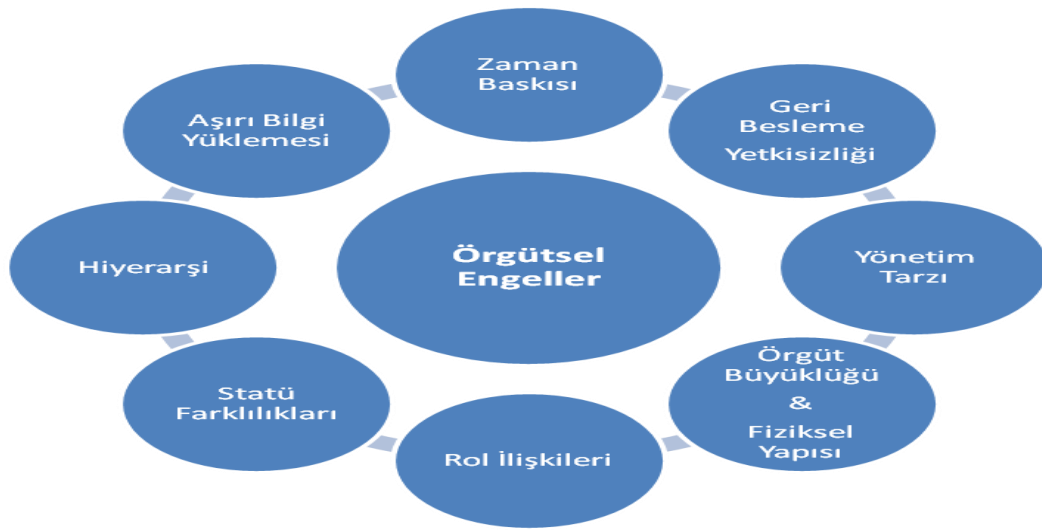 Zaman
Baskısı
Geri
Besleme
Yetkisizliği
Yönetim
Tarzı
Örgüt
Büyüklüğü
&
Fiziksel
Yapısı
Rol İlişkileri
Statü
Farklılıkları
Hiyerarşi
Aşırı Bilgi
Yüklemesi
Örgütsel
Engeller